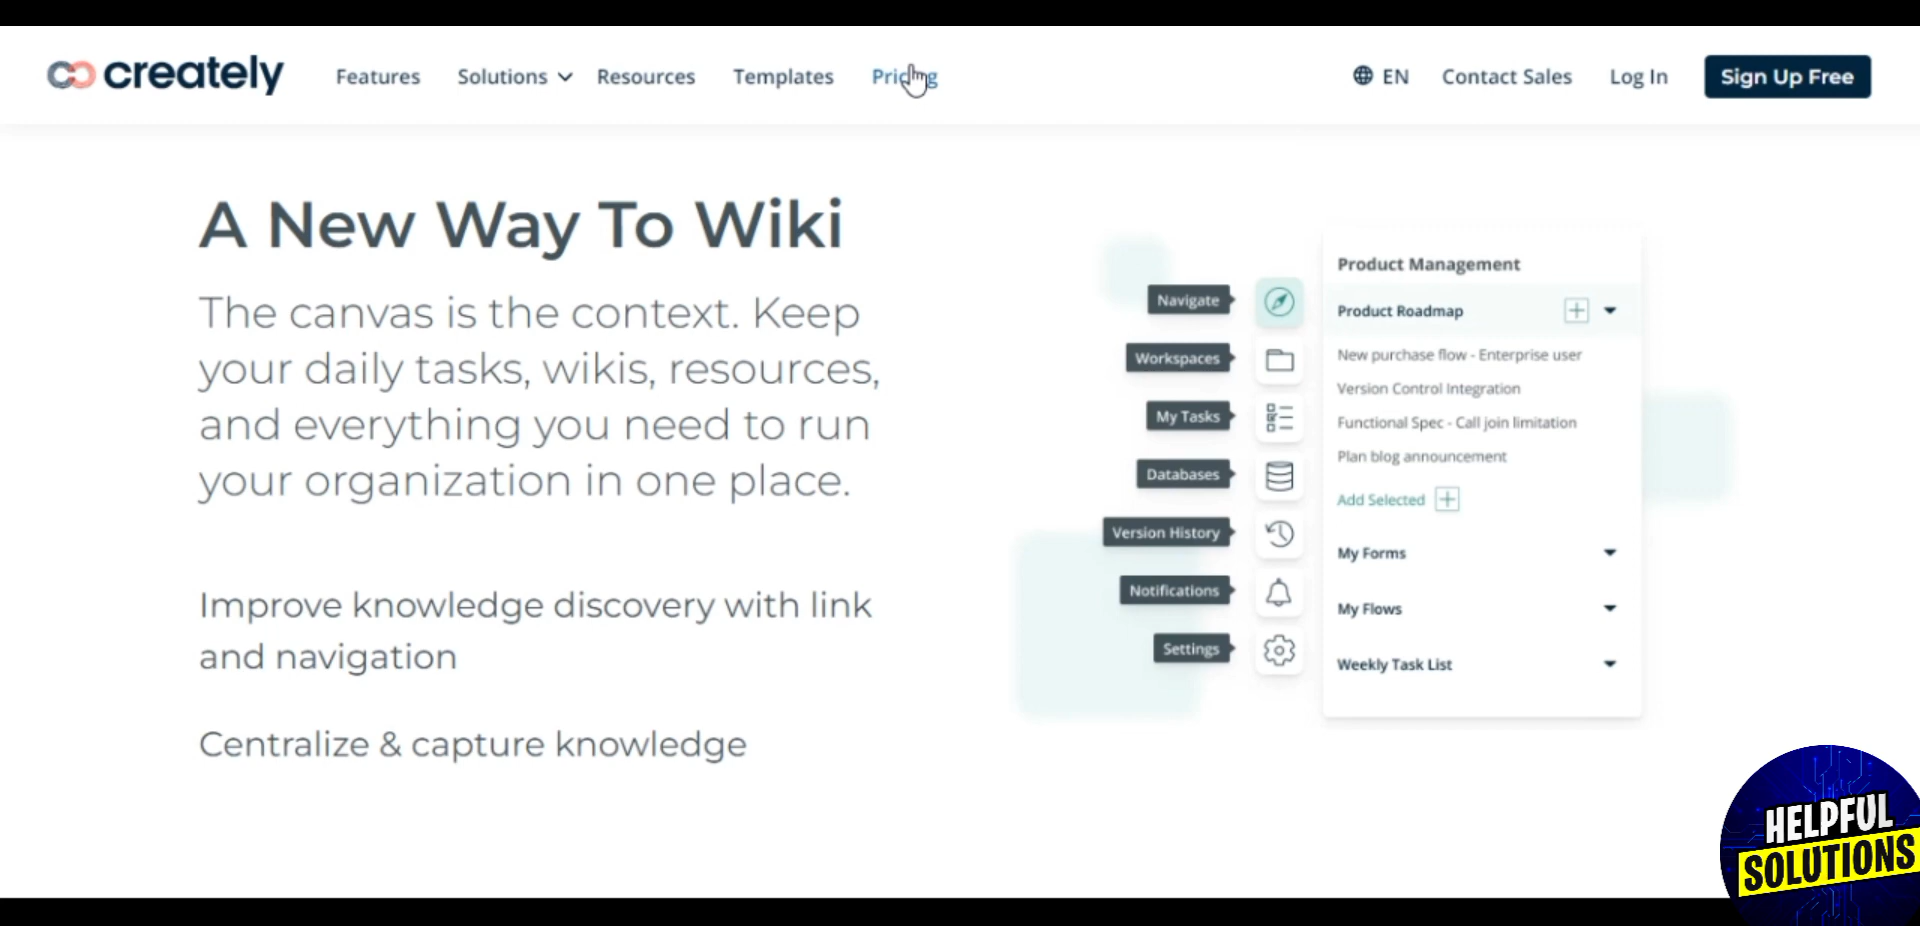 creately
Features
Solutions
Resources
Templates
Pricing
EN
Contact Sales
Log In
Sign Up Free
A New Way To Wiki
The canvas is the context. Keep
your daily tasks, wikis, resources,
and everything you need to run
your organization in one place.
Improve knowledge discovery with link
and navigation
Centralize & capture knowledge
Navigate
Workspaces
My Tasks
Databases
Version History
Notifications
Settings
Product Management
Product Roadmap
New purchase flow - Enterprise user
Version Control Integration
Functional Spec - Call join limitation
Plan blog announcement
Add Selected
My Forms
My Flows
Weekly Task List
HELPFUL
SOLUTIONS